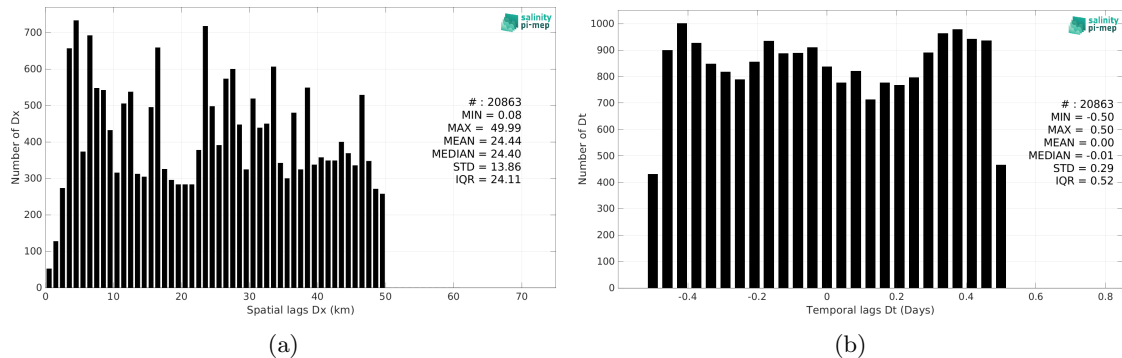 salinity
pi-mep
700
600
500
400
300
200
100
0
Number of Dx
# : 20863
MIN = 0.08
MAX = 49.99
MEAN = 24.44
MEDIAN = 24.40
STD = 13.86
IQR = 24.11
0 10 20 30 40 50 60 70
Spatial lags Dx (km)
(a)
salinity
pi-mep
1000
900
800
700
600
500
400
300
200
100
0
Number of Dt
# : 20863
MIN = -0.50
MAX = 0.50
MEAN = 0.00
MEDIAN = -0.01
STD = 0.29
IQR = 0.52
-0.4 -0.2 0 0.2 0.4 0.6 0.8
Temporal lags Dt (Days)
(b)